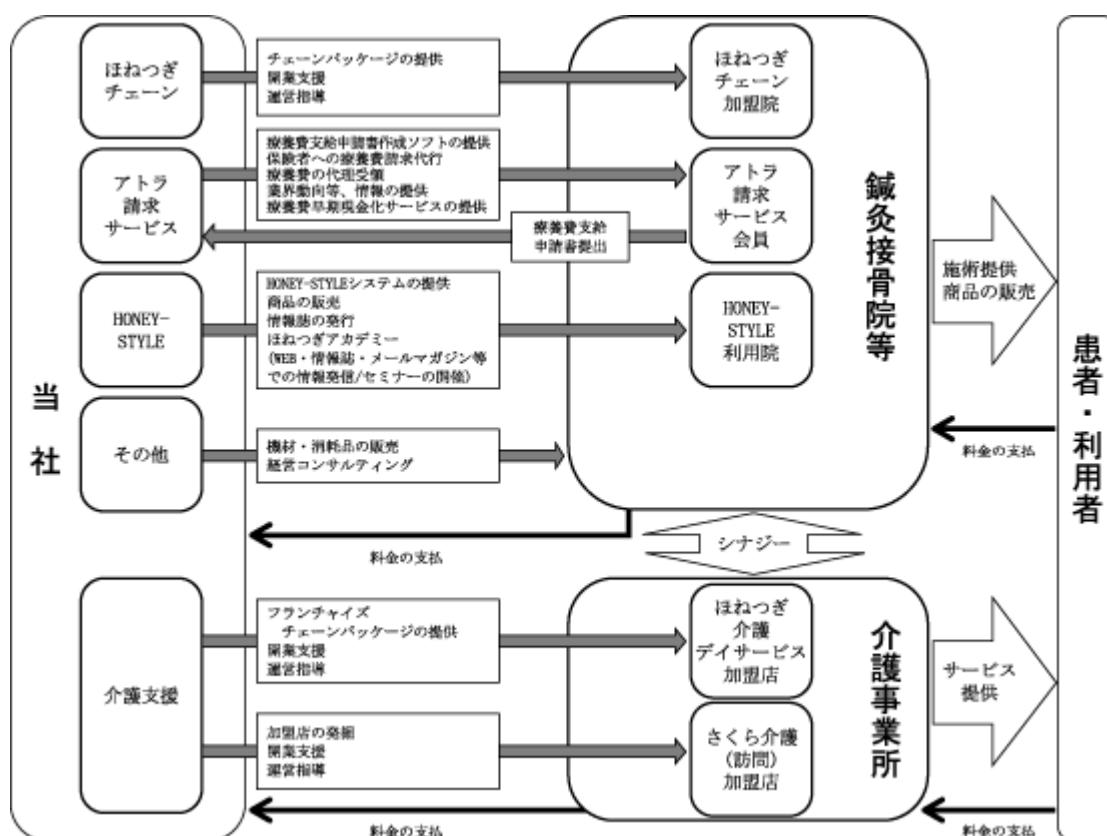 当社
ほねつぎ
チェーン
チェーンパッケージの提供
開業支援
運営指導
ほねつぎ
チェーン
加盟院
アトラ
請求
サービス
療養費支給申請書作成ソフトの提供
保険者への療養費請求代行
療養費の代理受領
業界動向等、情報の提供
療養費早期現金化サービスの提供
療養費支給
申請書提出
アトラ
請求
サービス
会員
HONEY-
STYLE
HONEY-STYLEシステムの提供
商品の販売
情報誌の発行
ほねつぎアカデミー
(WEB・情報誌・メールマガジン等
での情報発信/セミナーの開催)
HONEY-
STYLE
利用院
その他
機材・消耗品の販売
経営コンサルティング
鍼灸接骨院等
施術提供
商品の販売
料金の支払
料金の支払
シナジー
患者・利用者
介護支援
フランチャイズ
チェーンパッケージの提供
開業支援
運営指導
ほねつぎ
介護
デイサービス
加盟店
加盟店の発掘
開業支援
運営指導
さくら介護
(訪問)
加盟店
介護事業所
サービス
提供
料金の支払
料金の支払